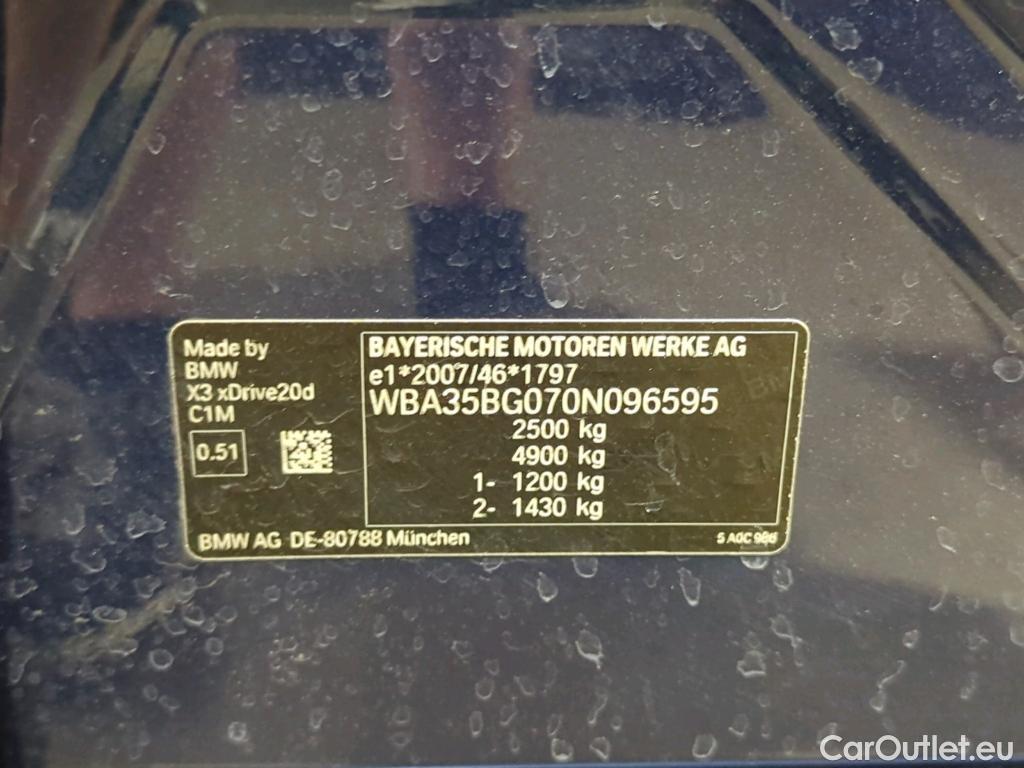 Made by
BMW
X3 xDrive20d
C1M
0.51
BAYERISCHE MOTOREN WERKE AG
e1*2007/46*1797
WBA35BG070N096595
2500 kg
4900 kg
1- 1200 kg
2- 1430 kg
BMW AG DE-80788 München
5 A0C 986
CarOutlet.eu